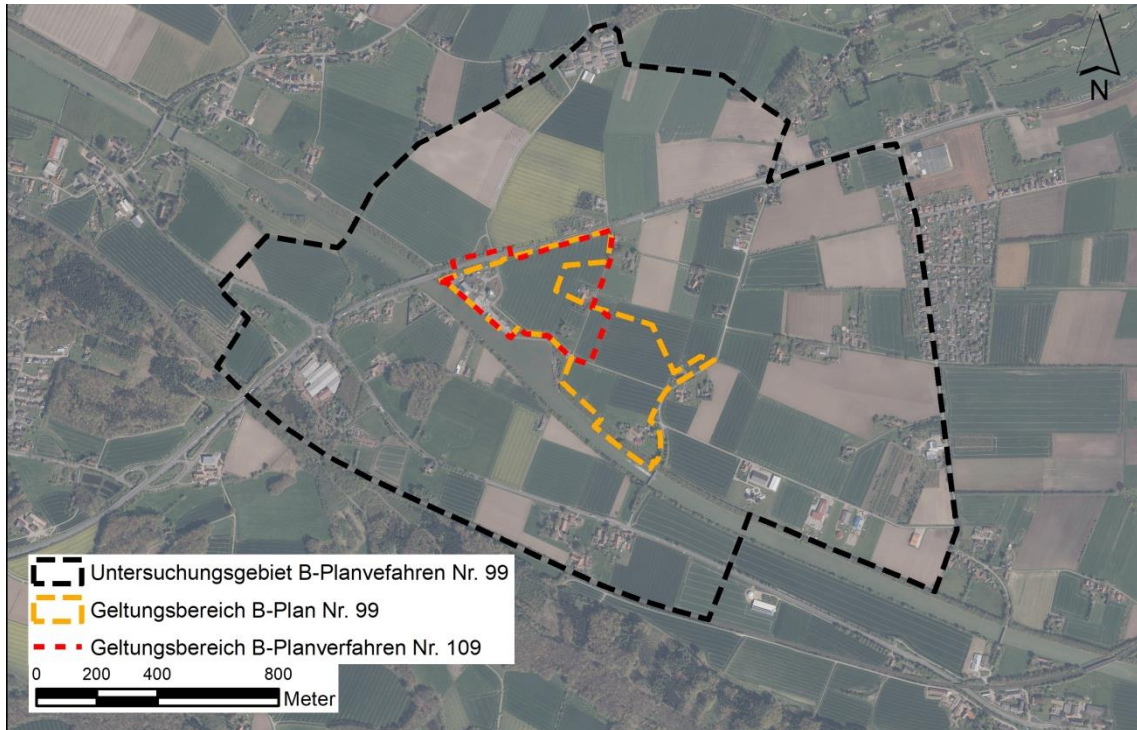 N
Untersuchungsgebiet B-Planvefahren Nr. 99
Geltungsbereich B-Plan Nr. 99
Geltungsbereich B-Planverfahren Nr. 109
0 200 400 800
Meter